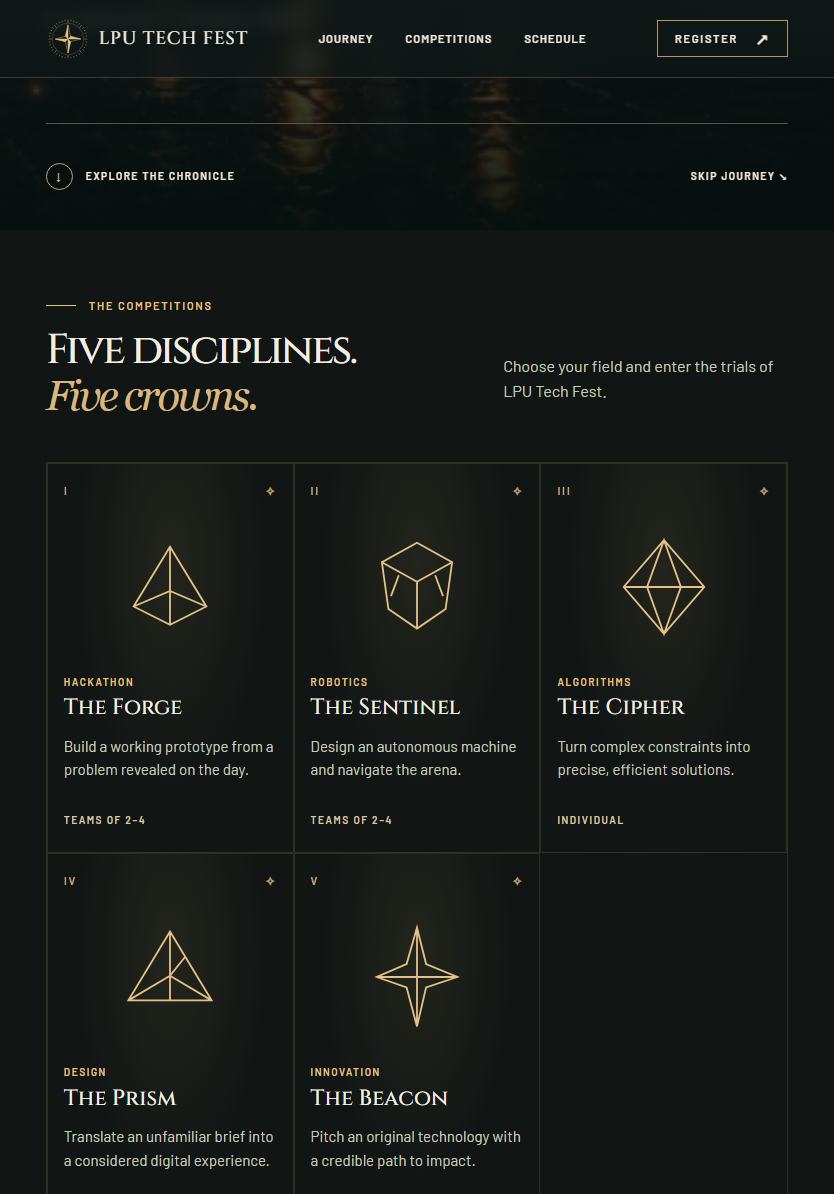 LPU TECH FEST
JOURNEY
COMPETITIONS
SCHEDULE
REGISTER ↗
↓ EXPLORE THE CHRONICLE
SKIP JOURNEY ↘
THE COMPETITIONS
FIVE DISCIPLINES.
Five crowns.
Choose your field and enter the trials of
LPU Tech Fest.
I
HACKATHON
THE FORGE
Build a working prototype from a
problem revealed on the day.
TEAMS OF 2–4
II
ROBOTICS
THE SENTINEL
Design an autonomous machine
and navigate the arena.
TEAMS OF 2–4
III
ALGORITHMS
THE CIPHER
Turn complex constraints into
precise, efficient solutions.
INDIVIDUAL
IV
DESIGN
THE PRISM
Translate an unfamiliar brief into
a considered digital experience.
V
INNOVATION
THE BEACON
Pitch an original technology with
a credible path to impact.